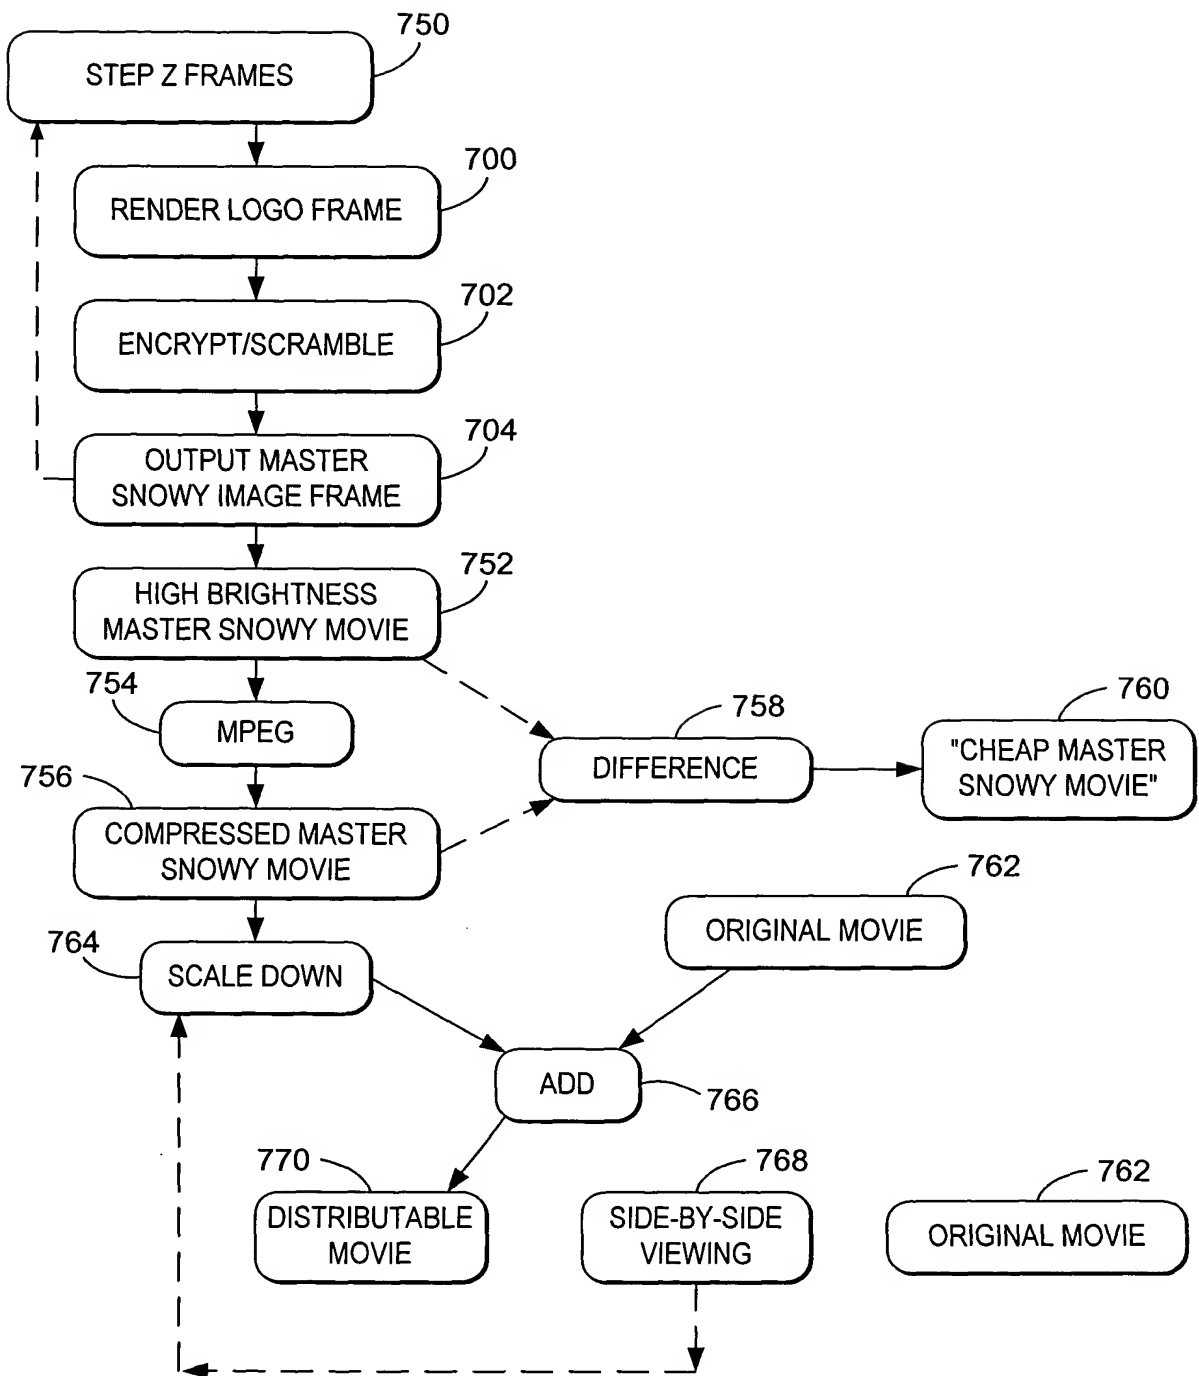 750
STEP Z FRAMES
700
RENDER LOGO FRAME
702
ENCRYPT/SCRAMBLE
704
OUTPUT MASTER
SNOWY IMAGE FRAME
752
HIGH BRIGHTNESS
MASTER SNOWY MOVIE
754
MPEG
758
DIFFERENCE
760
"CHEAP MASTER
SNOWY MOVIE"
756
COMPRESSED MASTER
SNOWY MOVIE
762
ORIGINAL MOVIE
764
SCALE DOWN
ADD
766
770
DISTRIBUTABLE
MOVIE
768
SIDE-BY-SIDE
VIEWING
762
ORIGINAL MOVIE